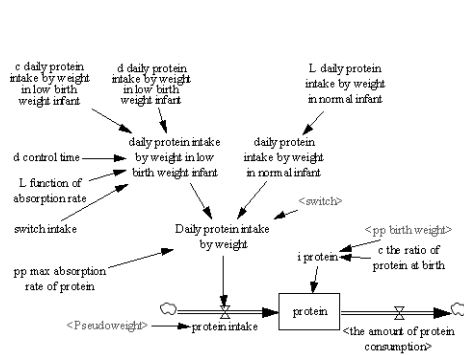 c daily protein
intake by weight
in low birth
weight infant
d daily protein
intake by weight
in low birth
weight infant
L daily protein
intake by weight
in normal infant
d control time
L function of
absorption rate
switch intake
daily protein intake
by weight in low
birth weight infant
daily protein
intake by weight
in normal infant
<switch>
Daily protein intake
by weight
<pp birth weight>
c the ratio of
protein at birth
i protein
pp max absorption
rate of protein
protein
<Pseudoweight>
protein intake
<the amount of protein
consumption>